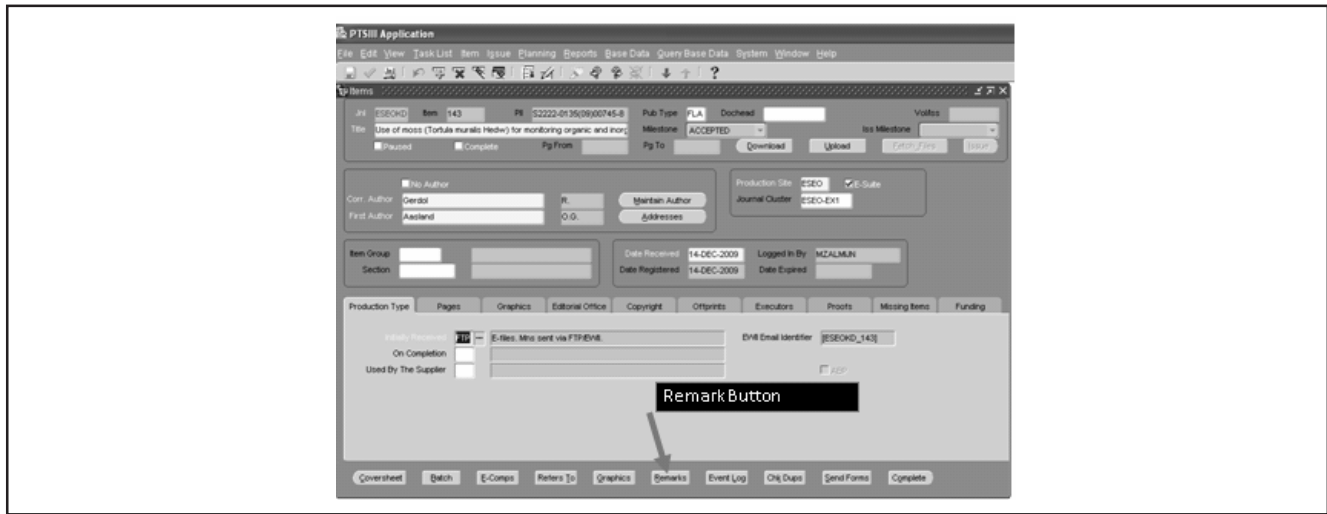 PTSIII Application
File Edit View Task List Item Issue Planning Reports Base Data Query Base Data System Window Help
Items
Jnl ESEOKD Item 143 PII S2222-0135(09)00745-8 Pub Type FLA Dochead Vol/Iss
Title Use of moss (Tortula muralis Hedw) for monitoring organic and inorg Milestone ACCEPTED Iss Milestone
Paused Complete Pg From Pg To Download Upload Fetch_Files Issue
No Author Production Site ESEO E-Suite
Corr. Author Gerdol R. Maintain Author Journal Cluster ESEO-EX1
First Author Aasland O.G. Addresses
Item Group Date Received 14-DEC-2009 Logged In By MZALMUN
Section Date Registered 14-DEC-2009 Date Expired
Production Type Pages Graphics Editorial Office Copyright Offprints Executors Proofs Missing Items Funding
Initially Received FTP E-files. Mns sent via FTP/EWII. EWII Email Identifier [ESEOKD_143]
On Completion
Used By The Supplier
Remark Button
Coversheet Batch E-Comps Refers To Graphics Remarks Event Log Chk Dups Send Forms Complete